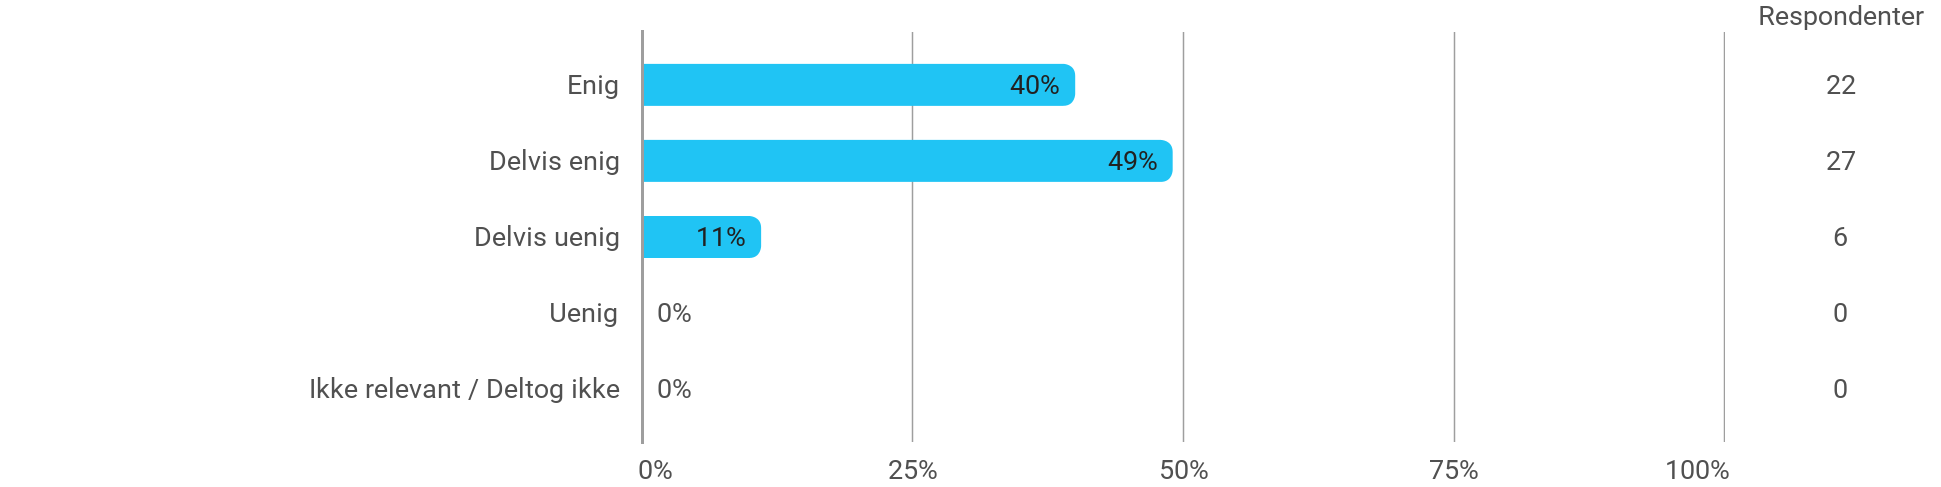 Respondenter
Enig 40% 22
Delvis enig 49% 27
Delvis uenig 11% 6
Uenig 0% 0
Ikke relevant / Deltog ikke 0% 0
0% 25% 50% 75% 100%